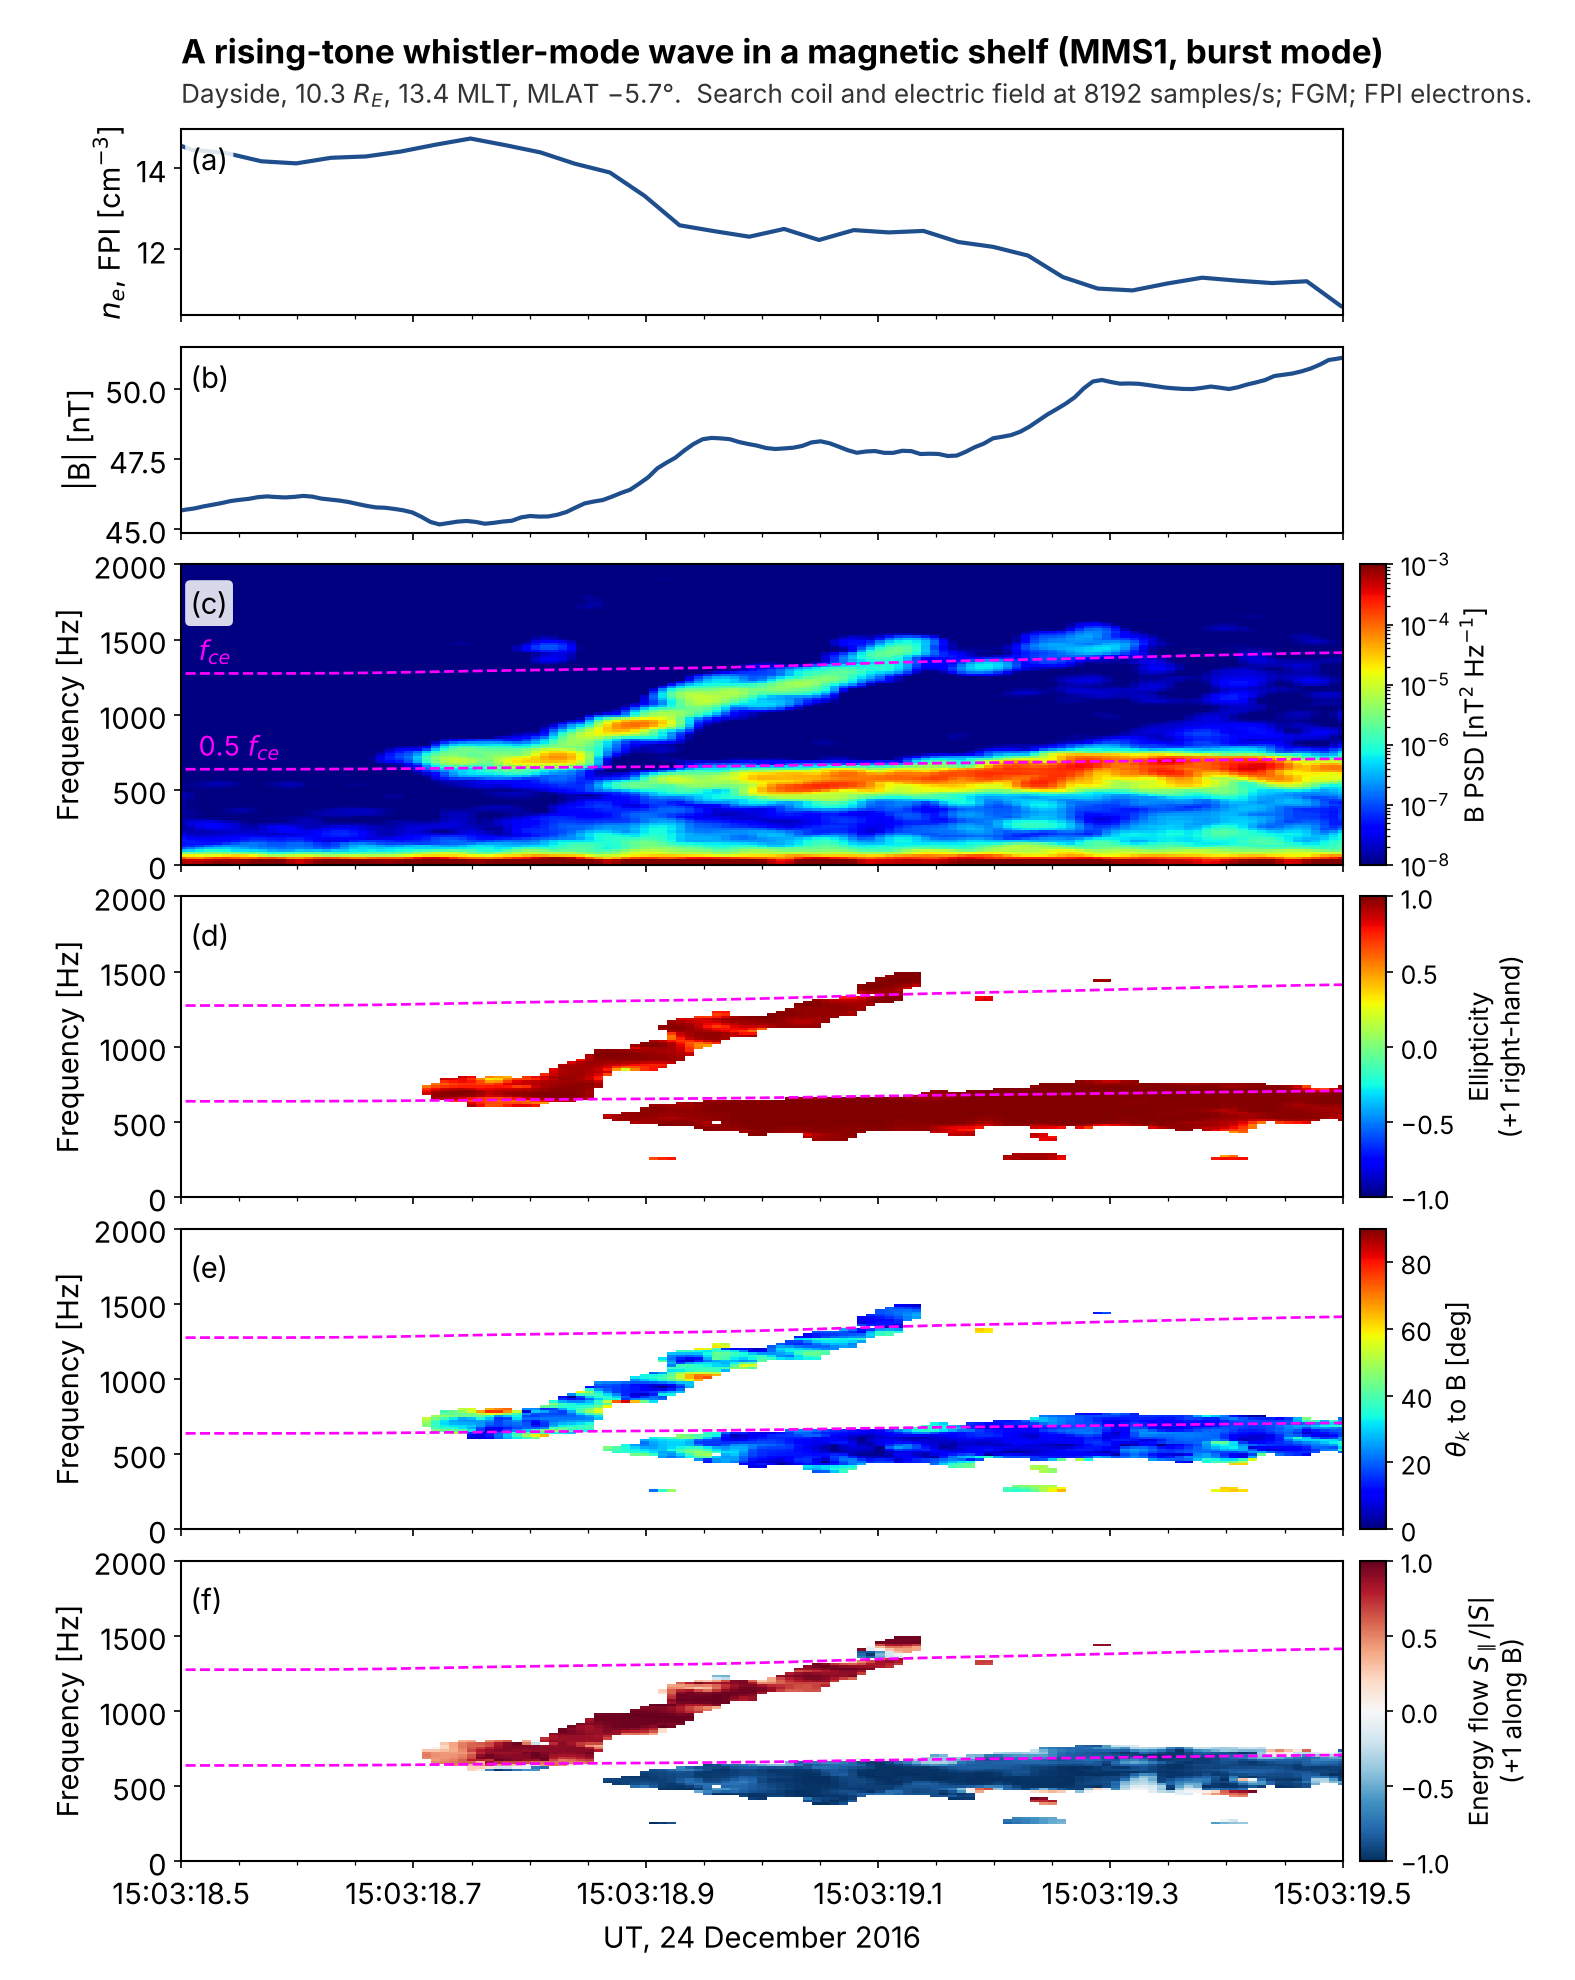 A rising-tone whistler-mode wave in a magnetic shelf (MMS1, burst mode)
Dayside, 10.3 R_E, 13.4 MLT, MLAT −5.7°. Search coil and electric field at 8192 samples/s; FGM; FPI electrons.
n_e, FPI [cm⁻³]
14
12
(a)
|B| [nT]
50.0
47.5
45.0
(b)
Frequency [Hz]
2000
1500
1000
500
0
(c)
f_ce
0.5 f_ce
10⁻³
10⁻⁴
10⁻⁵
10⁻⁶
10⁻⁷
10⁻⁸
B PSD [nT² Hz⁻¹]
Frequency [Hz]
2000
1500
1000
500
0
(d)
1.0
0.5
0.0
−0.5
−1.0
Ellipticity
(+1 right-hand)
Frequency [Hz]
2000
1500
1000
500
0
(e)
80
60
40
20
0
θ_k to B [deg]
Frequency [Hz]
2000
1500
1000
500
0
(f)
1.0
0.5
0.0
−0.5
−1.0
Energy flow S_∥/|S|
(+1 along B)
15:03:18.5 15:03:18.7 15:03:18.9 15:03:19.1 15:03:19.3 15:03:19.5
UT, 24 December 2016